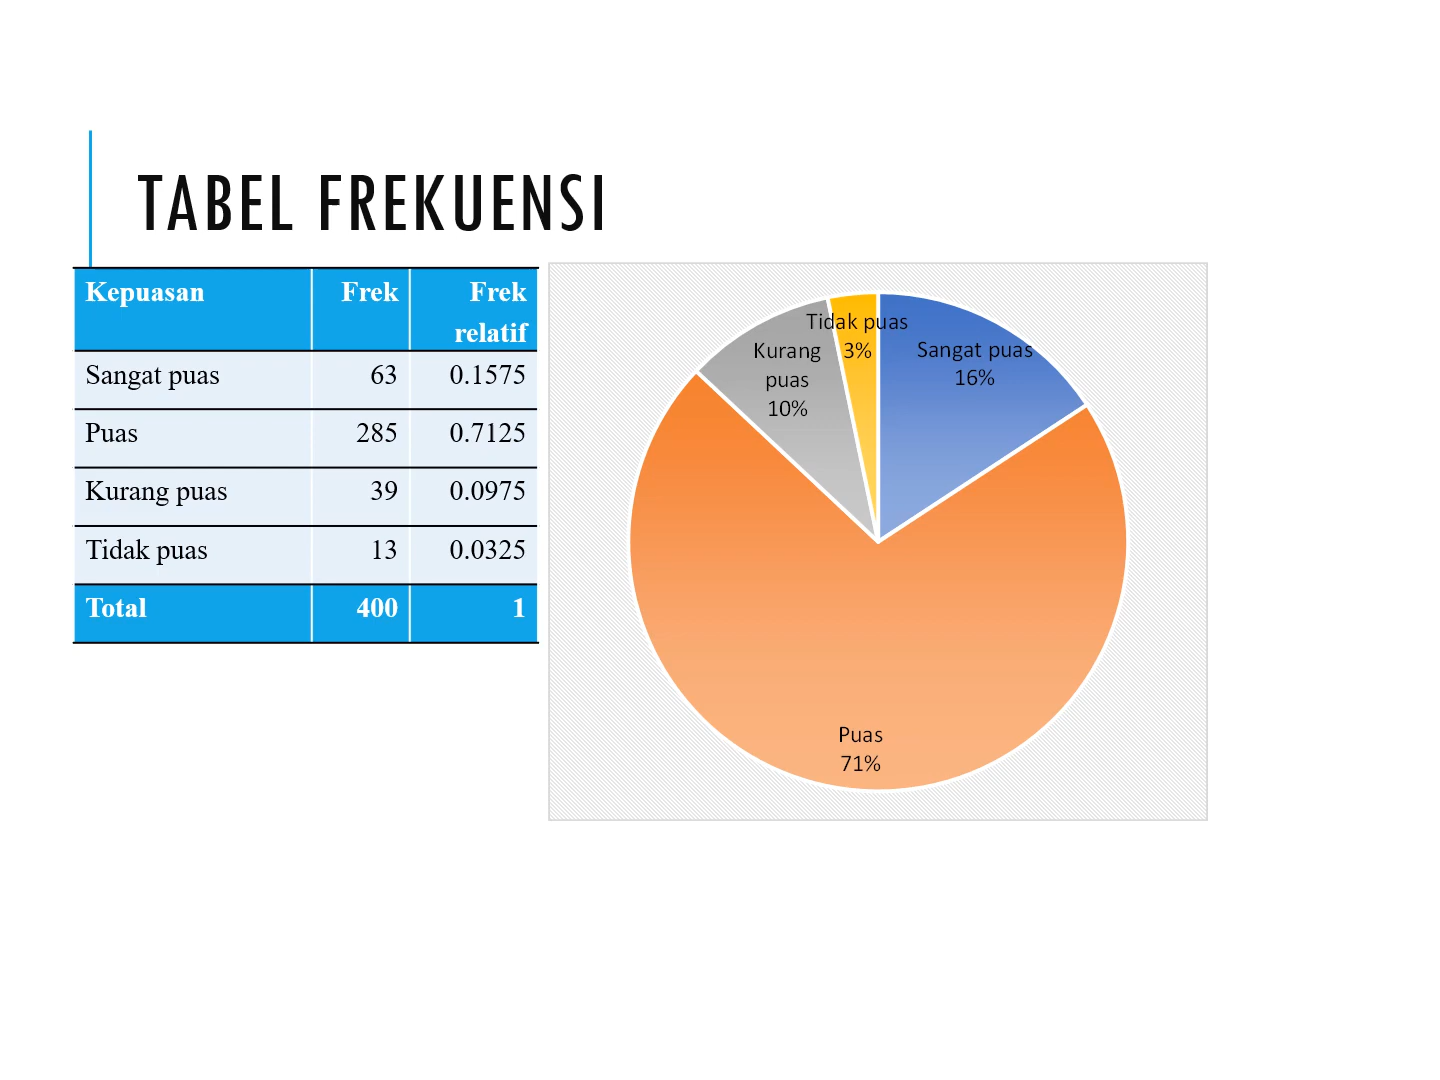 TABEL FREKUENSI
Kepuasan Frek Frek
relatif
Sangat puas 63 0.1575
Puas 285 0.7125
Kurang puas 39 0.0975
Tidak puas 13 0.0325
Total 400 1
Tidak puas
3%
Kurang
puas
10%
Sangat puas
16%
Puas
71%